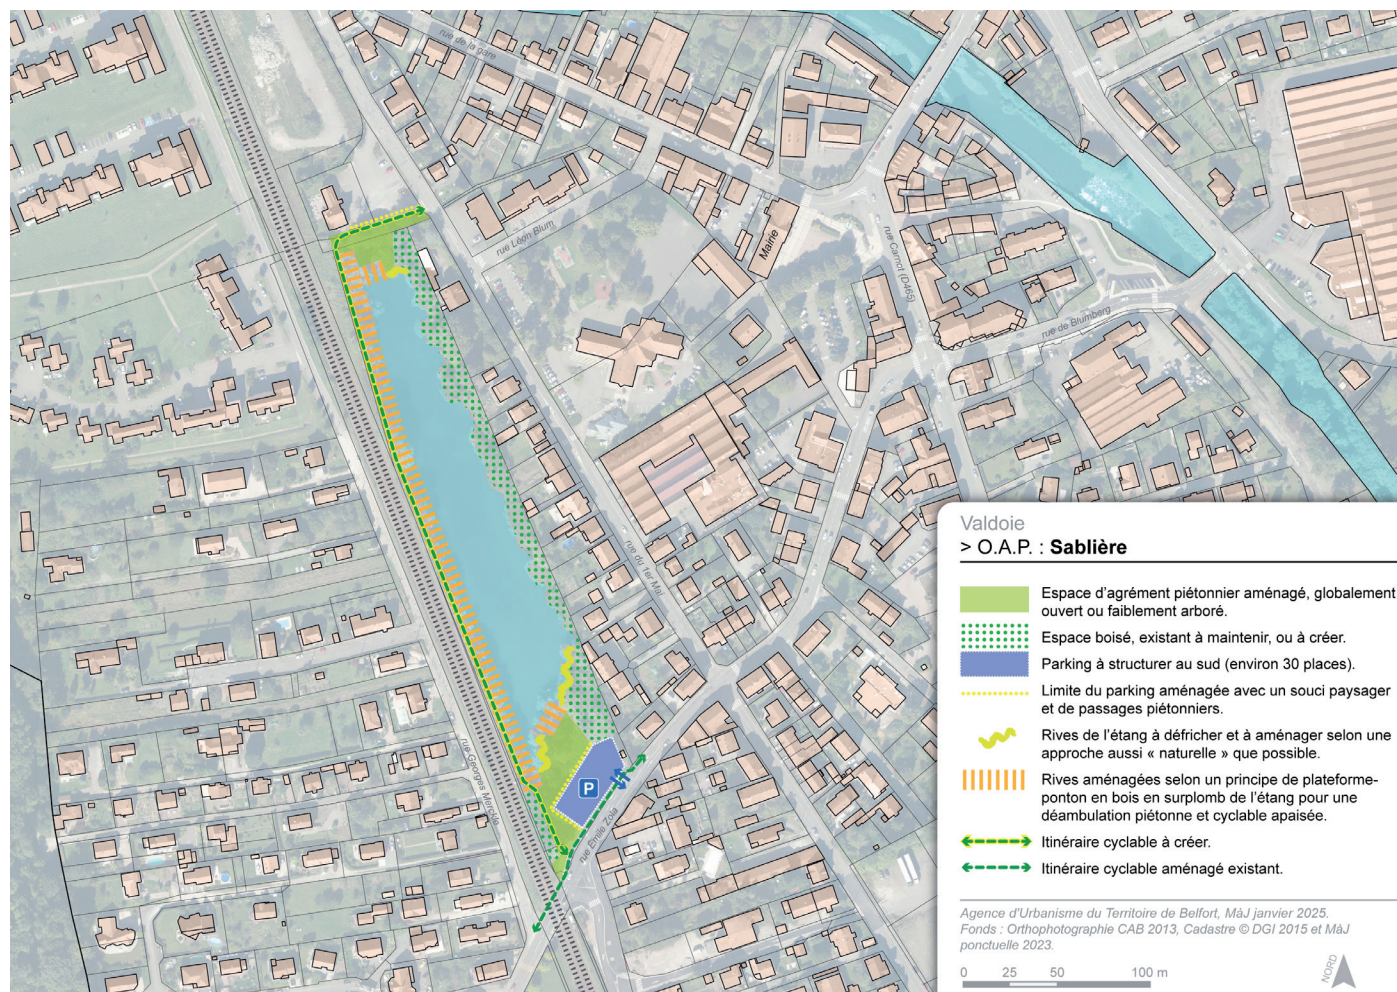 rue de la gare
rue Léon Blum
Mairie
rue Carnot (D465)
rue de Blumberg
rue du 1er Mai
rue Georges Merckle
rue Emile Zola
P
Valdoie
> O.A.P. : Sablière
Espace d'agrément piétonnier aménagé, globalement
ouvert ou faiblement arboré.
Espace boisé, existant à maintenir, ou à créer.
Parking à structurer au sud (environ 30 places).
Limite du parking aménagée avec un souci paysager
et de passages piétonniers.
Rives de l'étang à défricher et à aménager selon une
approche aussi « naturelle » que possible.
Rives aménagées selon un principe de plateforme-
ponton en bois en surplomb de l'étang pour une
déambulation piétonne et cyclable apaisée.
Itinéraire cyclable à créer.
Itinéraire cyclable aménagé existant.
Agence d'Urbanisme du Territoire de Belfort, MàJ janvier 2025.
Fonds : Orthophotographie CAB 2013, Cadastre © DGI 2015 et MàJ
ponctuelle 2023.
0 25 50 100 m
NORD